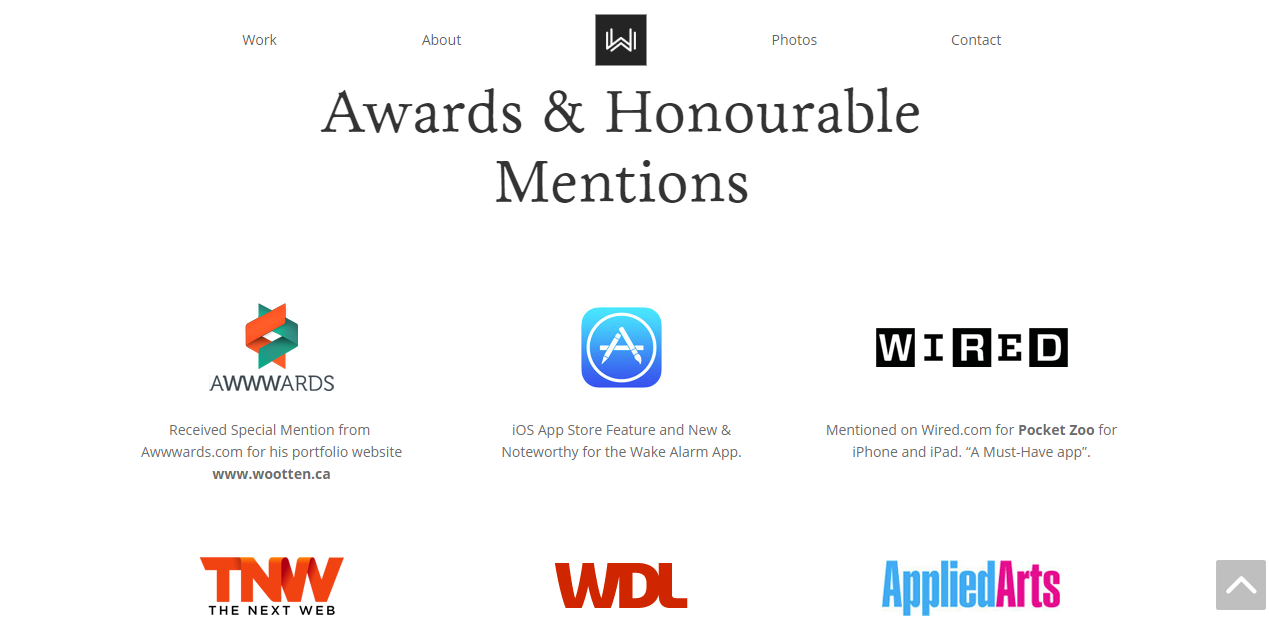 Work
About
W
Photos
Contact
Awards & Honourable
Mentions
AWWWARDS
WIRED
Received Special Mention from
Awwwards.com for his portfolio website
www.wootten.ca
iOS App Store Feature and New &
Noteworthy for the Wake Alarm App.
Mentioned on Wired.com for Pocket Zoo for
iPhone and iPad. “A Must-Have app”.
TNW
THE NEXT WEB
WDL
AppliedArts